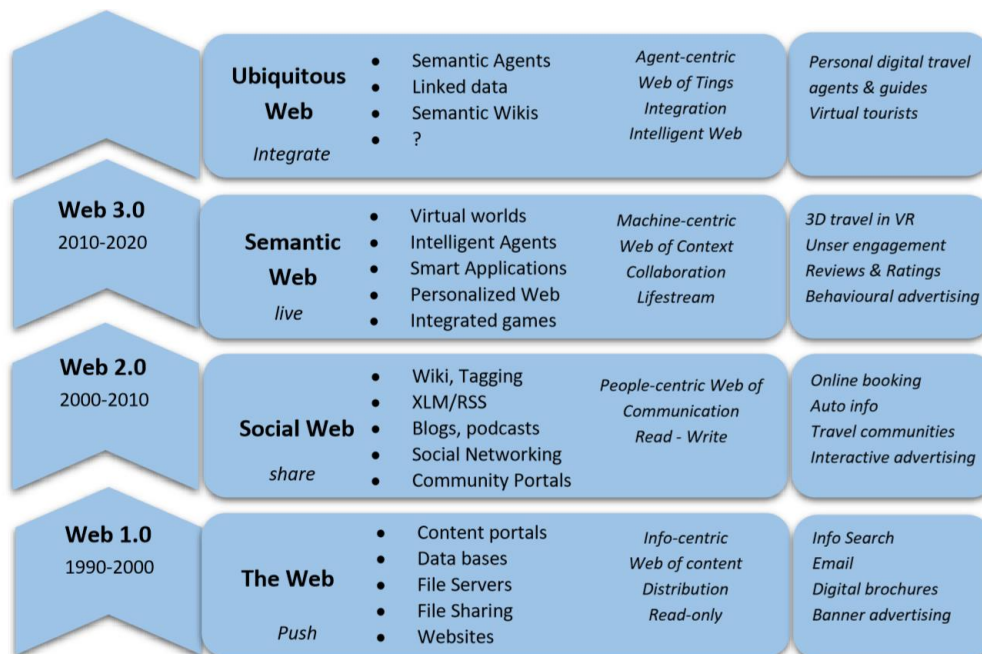 Ubiquitous
Web
Integrate
• Semantic Agents
• Linked data
• Semantic Wikis
• ?
Agent-centric
Web of Tings
Integration
Intelligent Web
Personal digital travel
agents & guides
Virtual tourists
Web 3.0
2010-2020
Semantic
Web
live
• Virtual worlds
• Intelligent Agents
• Smart Applications
• Personalized Web
• Integrated games
Machine-centric
Web of Context
Collaboration
Lifestream
3D travel in VR
Unser engagement
Reviews & Ratings
Behavioural advertising
Web 2.0
2000-2010
Social Web
share
• Wiki, Tagging
• XLM/RSS
• Blogs, podcasts
• Social Networking
• Community Portals
People-centric Web of
Communication
Read - Write
Online booking
Auto info
Travel communities
Interactive advertising
Web 1.0
1990-2000
The Web
Push
• Content portals
• Data bases
• File Servers
• File Sharing
• Websites
Info-centric
Web of content
Distribution
Read-only
Info Search
Email
Digital brochures
Banner advertising